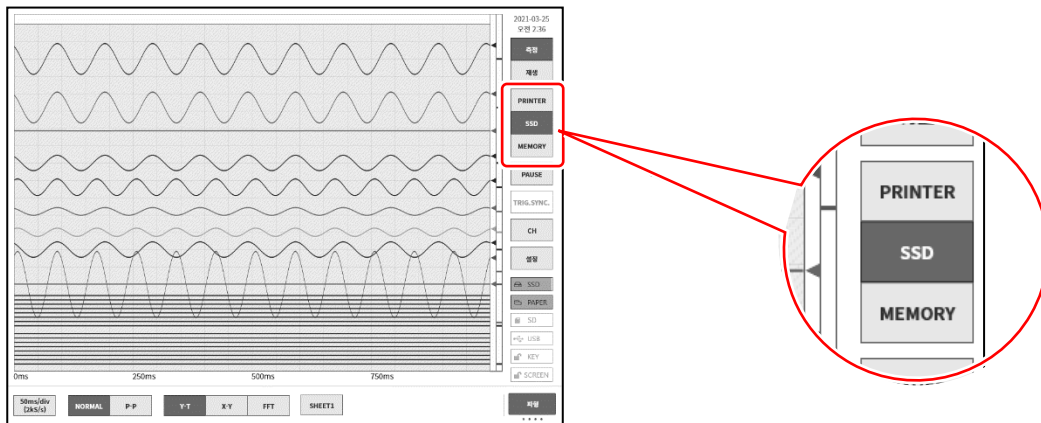 2021-03-25
오전 2.36
측정
재생
PRINTER
SSD
MEMORY
PAUSE
TRIG.SYNC.
CH
설정
SSD
PAPER
SD
USB
KEY
SCREEN
0ms 250ms 500ms 750ms
50ms/div
(2kS/s)
NORMAL P-P Y-T X-Y FFT SHEET1 파형
PRINTER
SSD
MEMORY